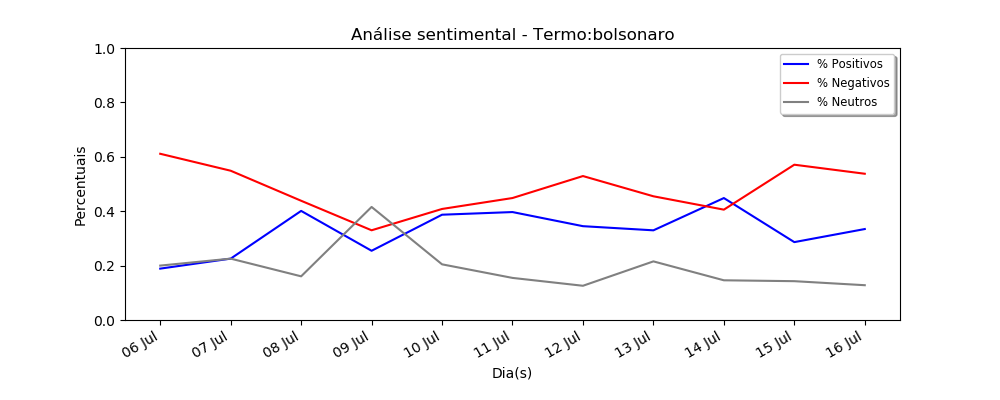 Análise sentimental - Termo:bolsonaro
% Positivos
% Negativos
% Neutros
Percentuais
1.0
0.8
0.6
0.4
0.2
0.0
06 Jul
07 Jul
08 Jul
09 Jul
10 Jul
11 Jul
12 Jul
13 Jul
14 Jul
15 Jul
16 Jul
Dia(s)